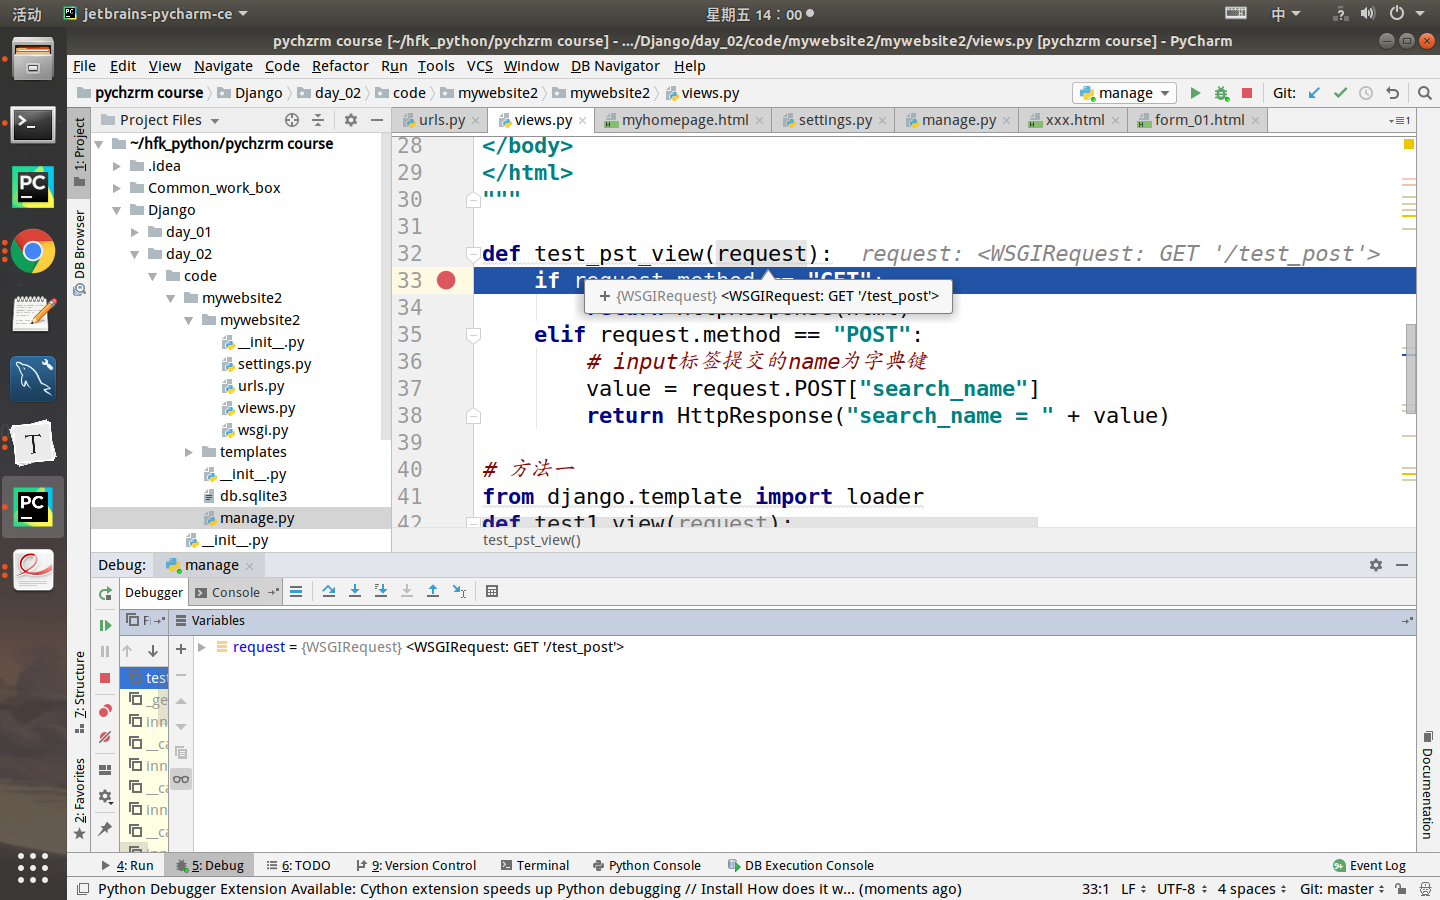 活动 jetbrains-pycharm-ce 星期五 14：00 中
pychzrm course [~/hfk_python/pychzrm course] - .../Django/day_02/code/mywebsite2/mywebsite2/views.py [pychzrm course] - PyCharm
File Edit View Navigate Code Refactor Run Tools VCS Window DB Navigator Help
pychzrm course Django day_02 code mywebsite2 mywebsite2 views.py manage Git:
1: Project
DB Browser
7: Structure
2: Favorites
Project Files
~/hfk_python/pychzrm course
.idea
Common_work_box
Django
day_01
day_02
code
mywebsite2
mywebsite2
__init__.py
settings.py
urls.py
views.py
wsgi.py
templates
__init__.py
db.sqlite3
manage.py
__init__.py
urls.py views.py myhomepage.html settings.py manage.py xxx.html form_01.html 1
28 </body>
29 </html>
30 """
31
32 def test_pst_view(request): request: <WSGIRequest: GET '/test_post'>
33 if request.method == "GET":
+ {WSGIRequest} <WSGIRequest: GET '/test_post'>
34 return HttpResponse(html)
35 elif request.method == "POST":
36 # input标签提交的name为字典键
37 value = request.POST["search_name"]
38 return HttpResponse("search_name = " + value)
39
40 # 方法一
41 from django.template import loader
42 def test1_view(request):
test_pst_view()
Debug: manage
Debugger Console
Variables
request = {WSGIRequest} <WSGIRequest: GET '/test_post'>
test
_ge
inn
__ca
inn
__ca
inn
__ca
Documentation
4: Run 5: Debug 6: TODO 9: Version Control Terminal Python Console DB Execution Console Event Log
Python Debugger Extension Available: Cython extension speeds up Python debugging // Install How does it w... (moments ago) 33:1 LF UTF-8 4 spaces Git: master